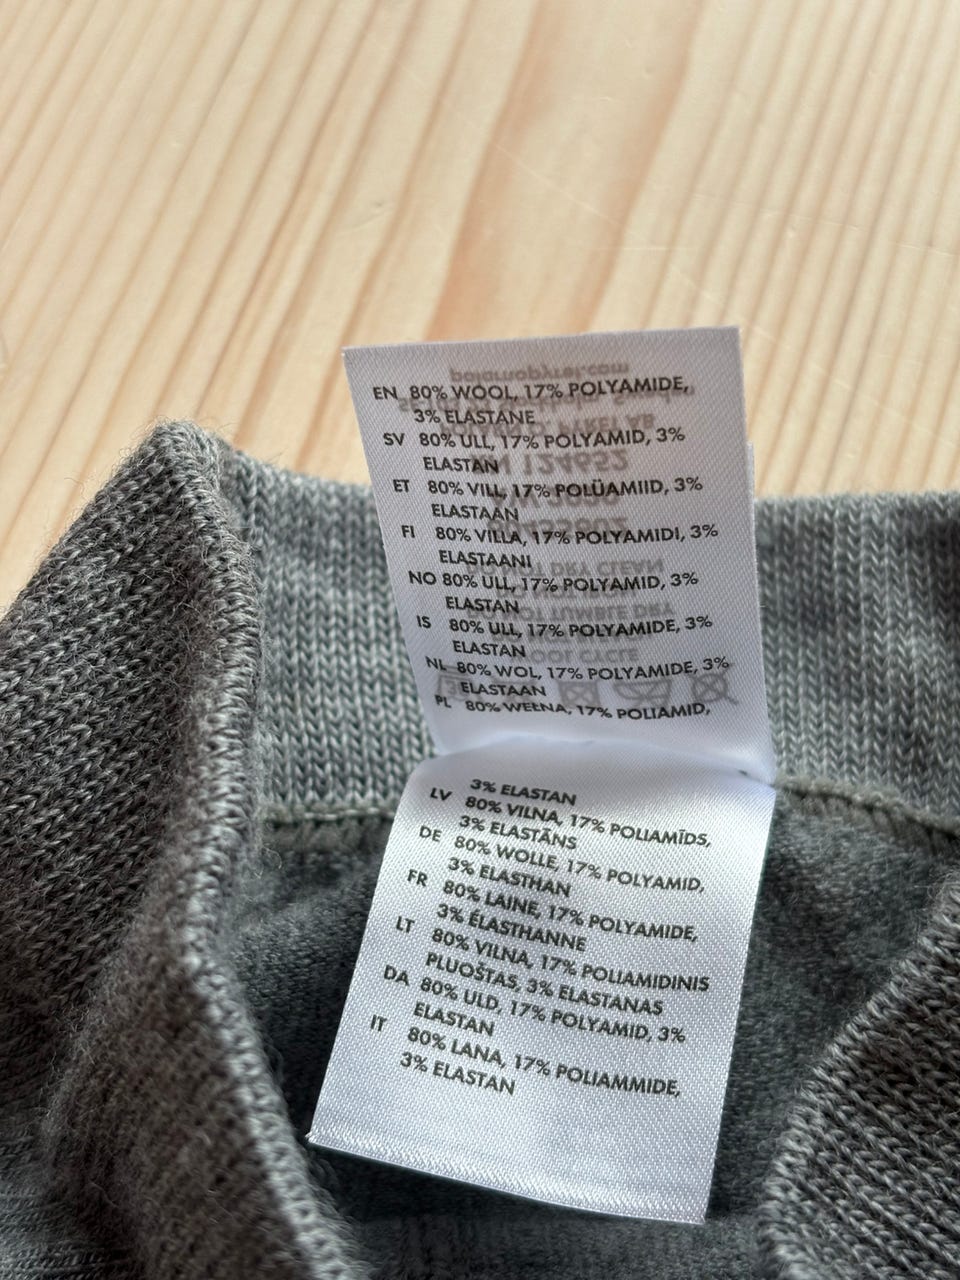 EN 80% WOOL, 17% POLYAMIDE,
3% ELASTANE
SV 80% ULL, 17% POLYAMID, 3%
ELASTAN
ET 80% VILL, 17% POLÜAMIID, 3%
ELASTAAN
FI 80% VILLA, 17% POLYAMIDI, 3%
ELASTAANI
NO 80% ULL, 17% POLYAMID, 3%
ELASTAN
IS 80% ULL, 17% POLYAMIDE, 3%
ELASTAN
NL 80% WOL, 17% POLYAMIDE, 3%
ELASTAAN
PL 80% WEŁNA, 17% POLIAMID,
3% ELASTAN
LV 80% VILNA, 17% POLIAMĪDS,
3% ELASTĀNS
DE 80% WOLLE, 17% POLYAMID,
3% ELASTHAN
FR 80% LAINE, 17% POLYAMIDE,
3% ÉLASTHANNE
LT 80% VILNA, 17% POLIAMIDINIS
PLUOŠTAS, 3% ELASTANAS
DA 80% ULD, 17% POLYAMID, 3%
ELASTAN
IT 80% LANA, 17% POLIAMMIDE,
3% ELASTAN